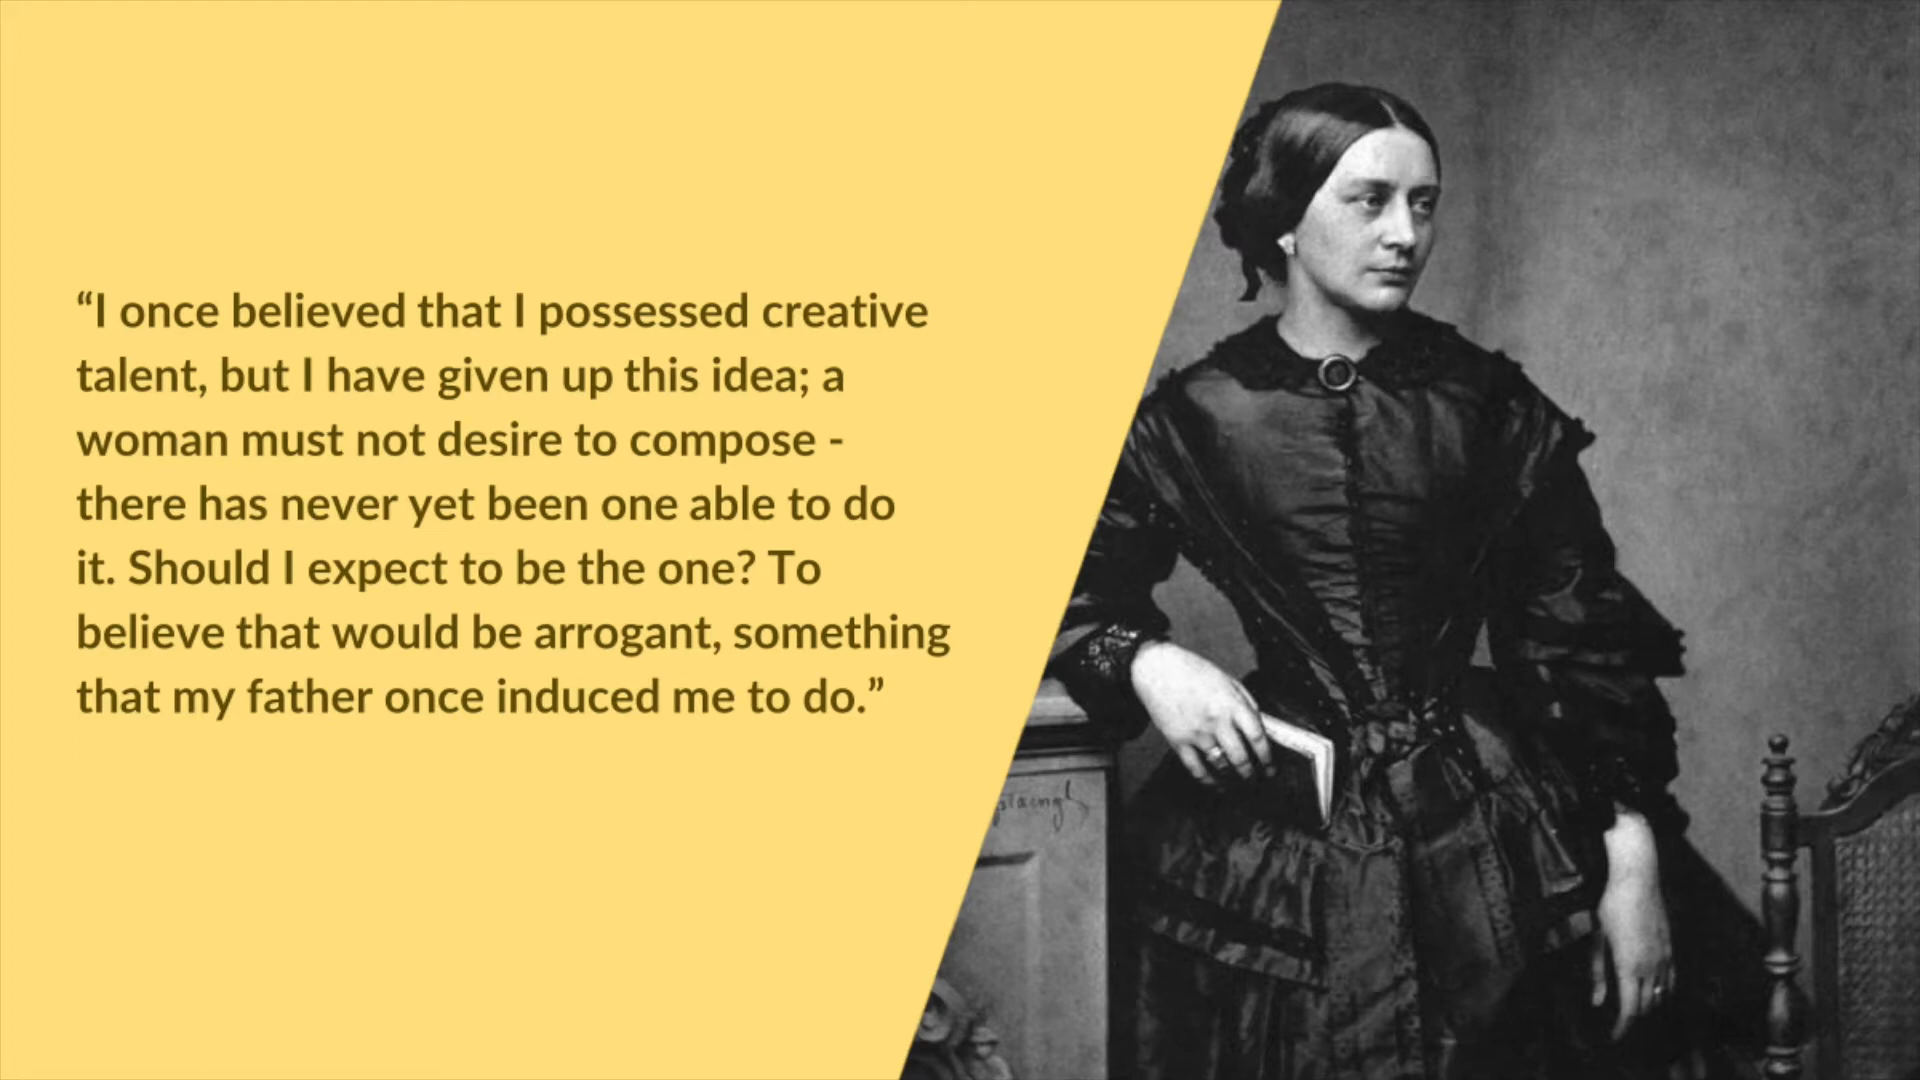 “I once believed that I possessed creative
talent, but I have given up this idea; a
woman must not desire to compose -
there has never yet been one able to do
it. Should I expect to be the one? To
believe that would be arrogant, something
that my father once induced me to do.”